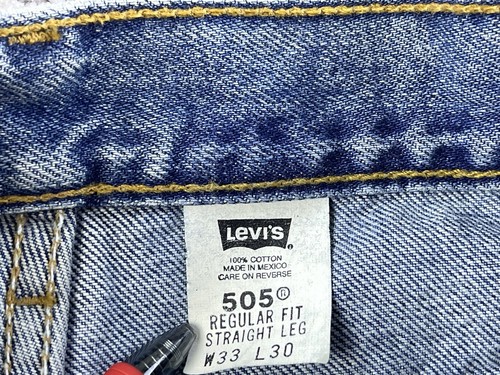 LEVI'S®
100% COTTON
MADE IN MEXICO
CARE ON REVERSE
505®
REGULAR FIT
STRAIGHT LEG
W33 L30